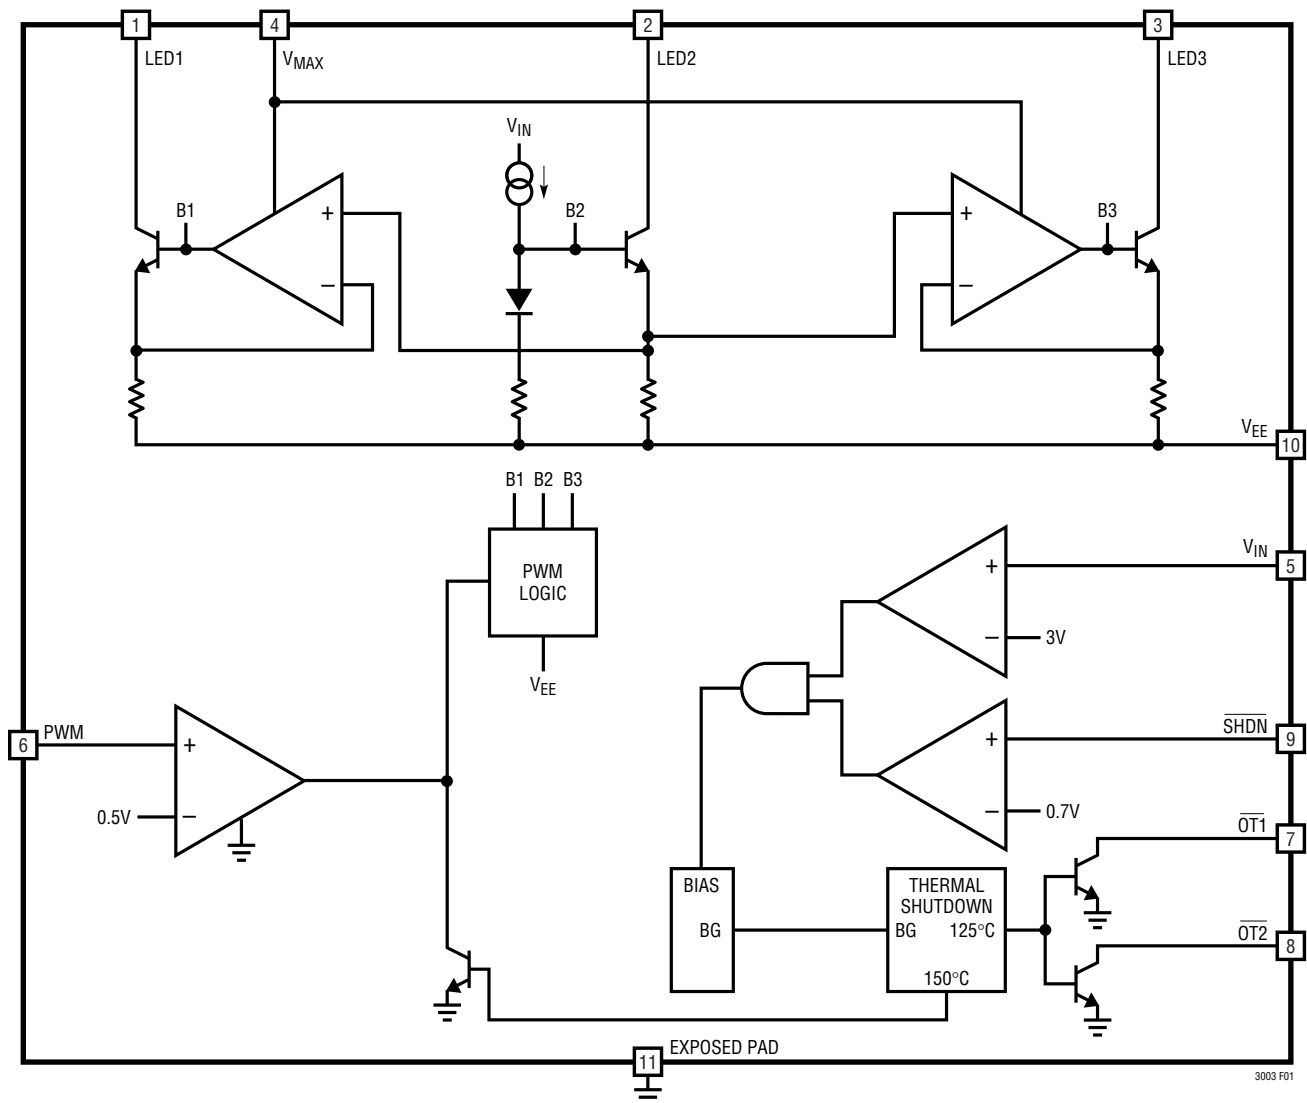 1
4
2
3
LED1
VMAX
LED2
LED3
VIN
B1
+
B2
+
B3
–
–
VEE
10
B1 B2 B3
PWM
LOGIC
VEE
VIN
5
+
– 3V
6
PWM
+
0.5V –
SHDN
9
+
– 0.7V
OT1
7
BIAS
BG
THERMAL
SHUTDOWN
BG 125°C
150°C
OT2
8
11
EXPOSED PAD
3003 F01